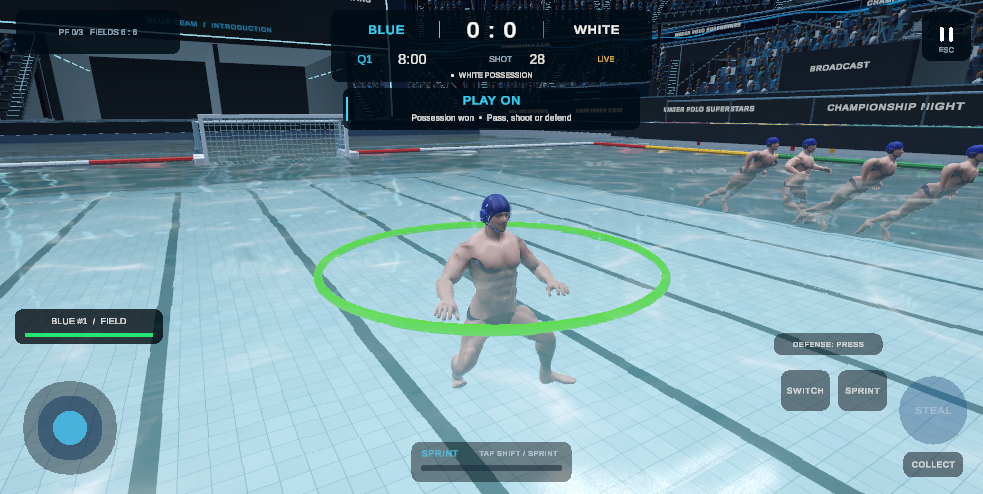 BLUE TEAM / INTRODUCTION
PF 0/3 FIELDS 6 : 6
BLUE 0 : 0 WHITE
Q1 8:00 SHOT 28 LIVE
• WHITE POSSESSION
PLAY ON
Possession won • Pass, shoot or defend
ESC
BROADCAST
WATER POLO SUPERSTARS
CHAMPIONSHIP NIGHT
BLUE #1 / FIELD
DEFENSE: PRESS
SWITCH
SPRINT
STEAL
SPRINT TAP SHIFT / SPRINT
COLLECT